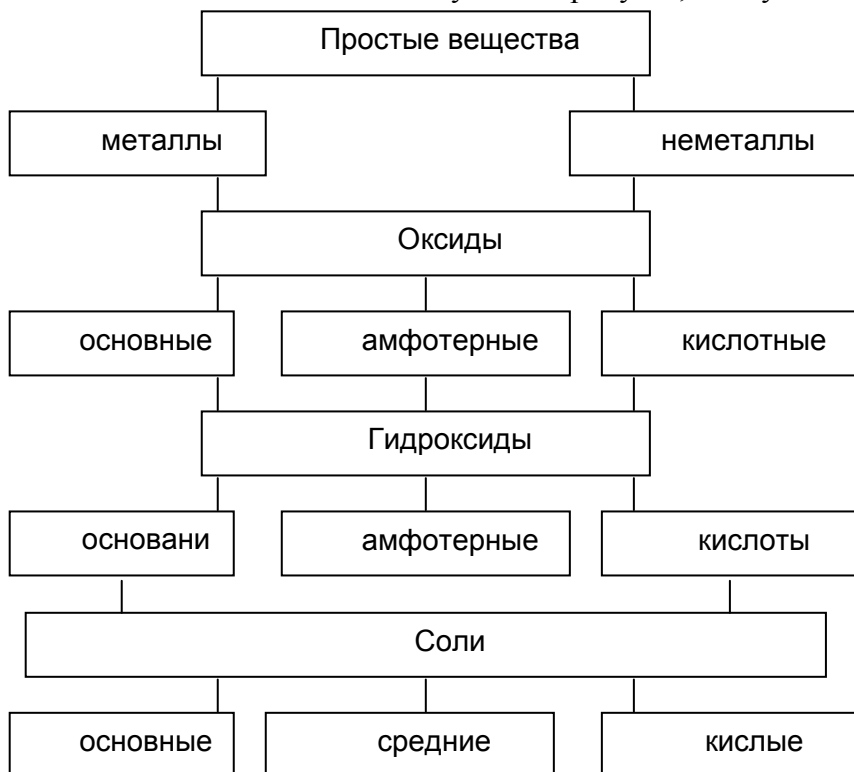 Простые вещества
металлы неметаллы
Оксиды
основные амфотерные кислотные
Гидроксиды
основани амфотерные кислоты
Соли
основные средние кислые